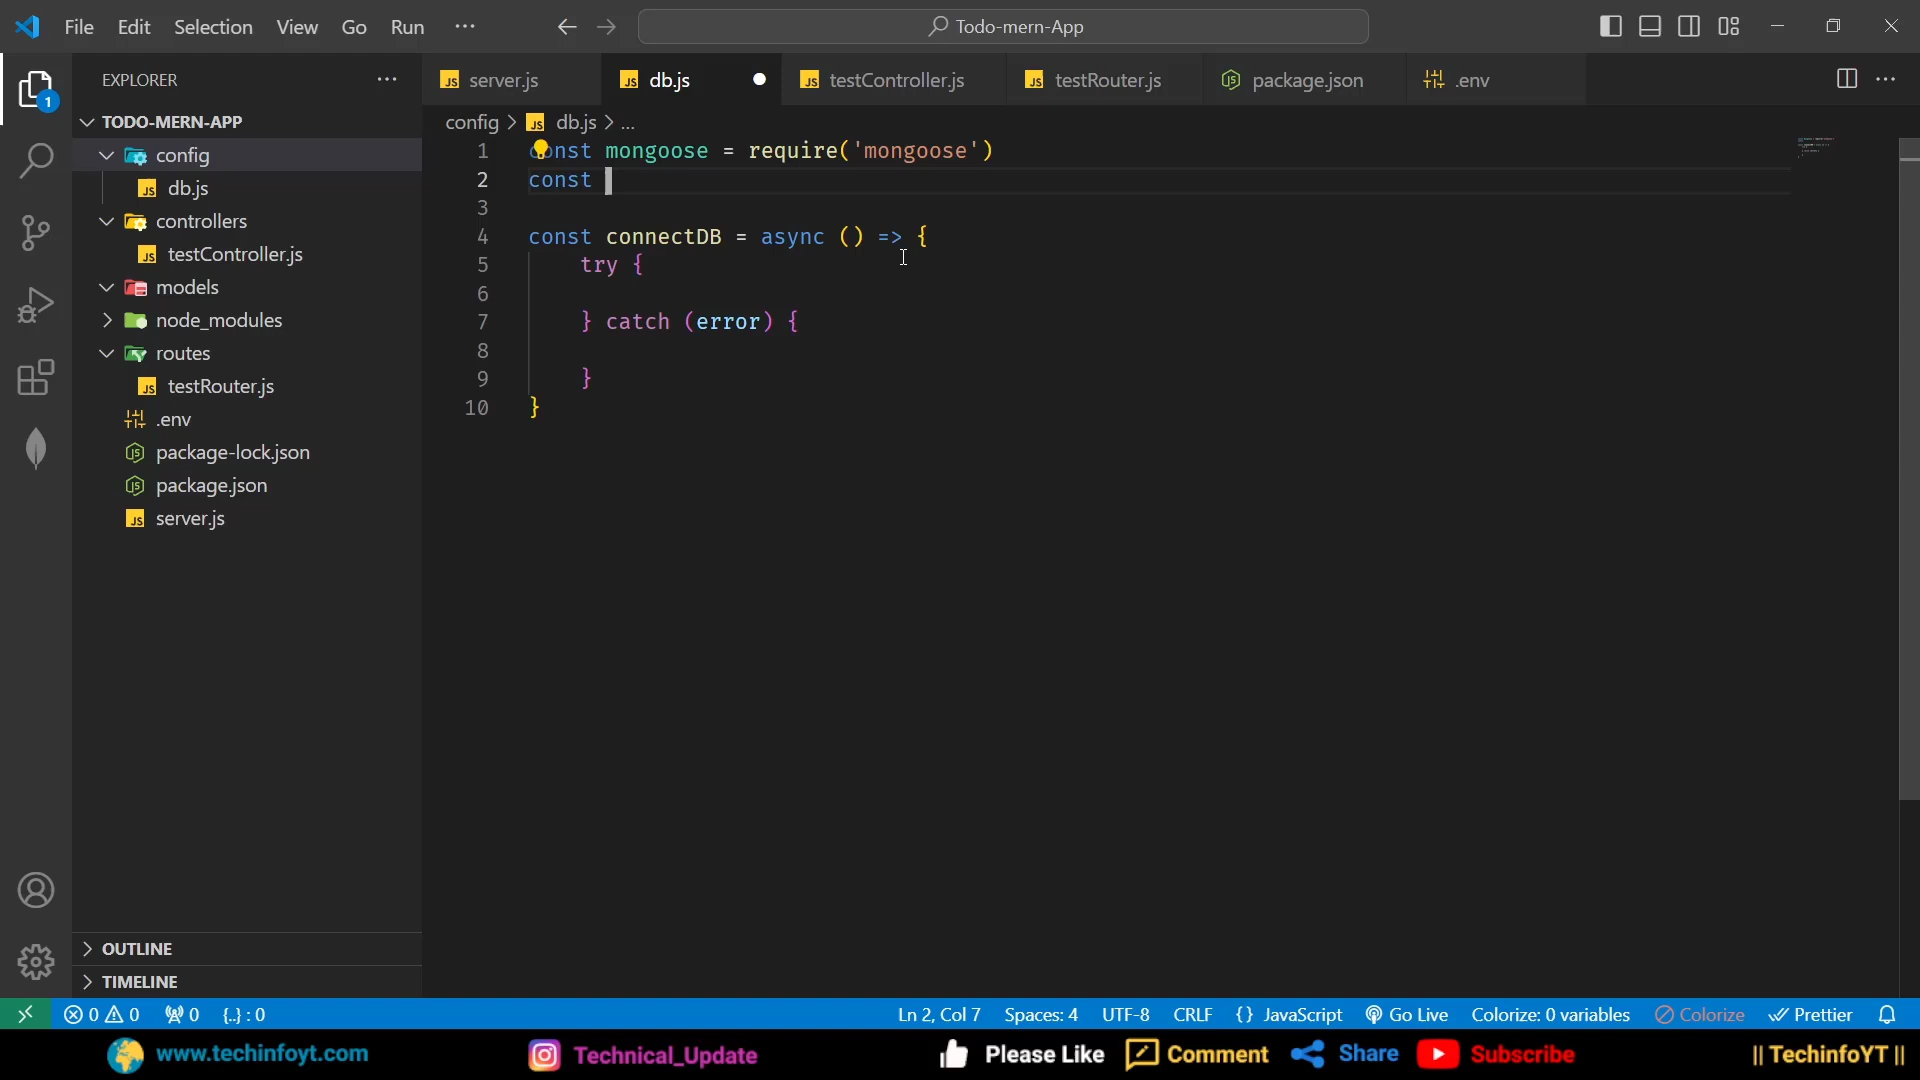 File Edit Selection View Go Run ··· Todo-mern-App
EXPLORER ···
1
TODO-MERN-APP
config
db.js
controllers
testController.js
models
node_modules
routes
testRouter.js
.env
package-lock.json
package.json
server.js
OUTLINE
TIMELINE
server.js db.js testController.js testRouter.js package.json .env
config > db.js > ...
1 const mongoose = require('mongoose')
2 const
3
4 const connectDB = async () => {
5 try {
6
7 } catch (error) {
8
9 }
10 }
0 0 0 {..} : 0 Ln 2, Col 7 Spaces: 4 UTF-8 CRLF {} JavaScript Go Live Colorize: 0 variables Colorize Prettier
www.techinfoyt.com Technical_Update Please Like Comment Share Subscribe || TechinfoYT ||